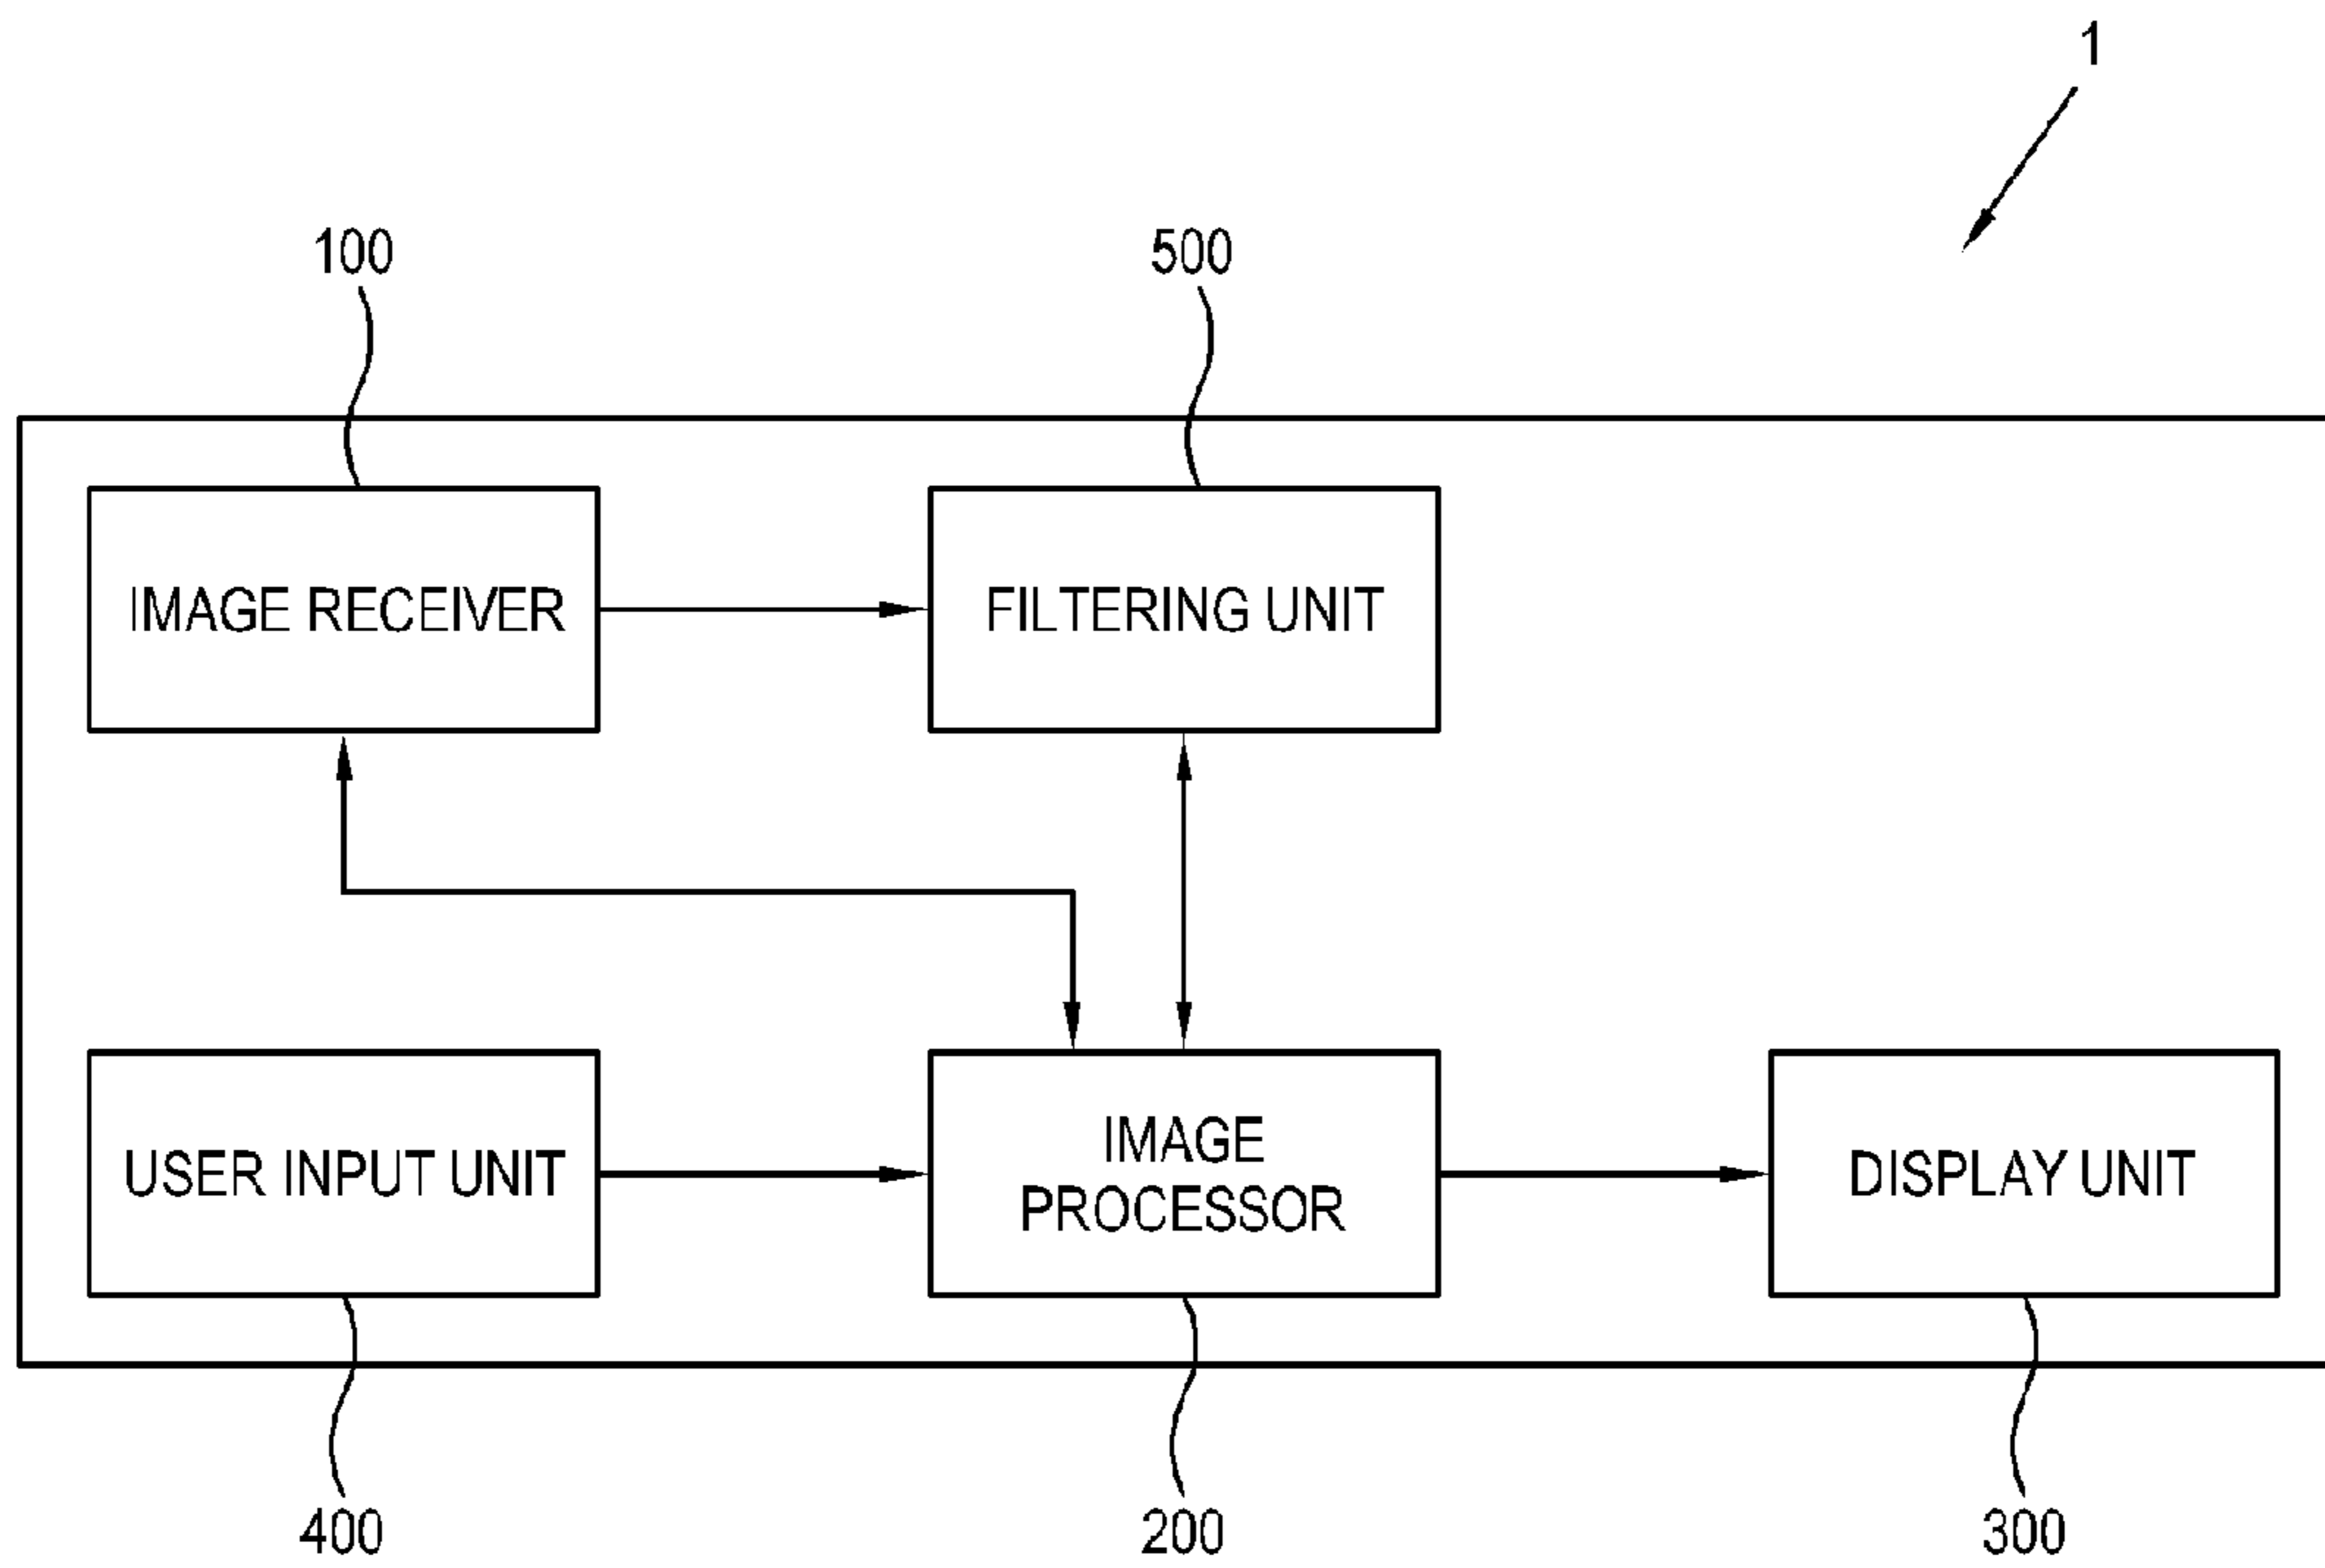 1
100
500
IMAGE RECEIVER
FILTERING UNIT
USER INPUT UNIT
IMAGE
PROCESSOR
DISPLAY UNIT
400
200
300